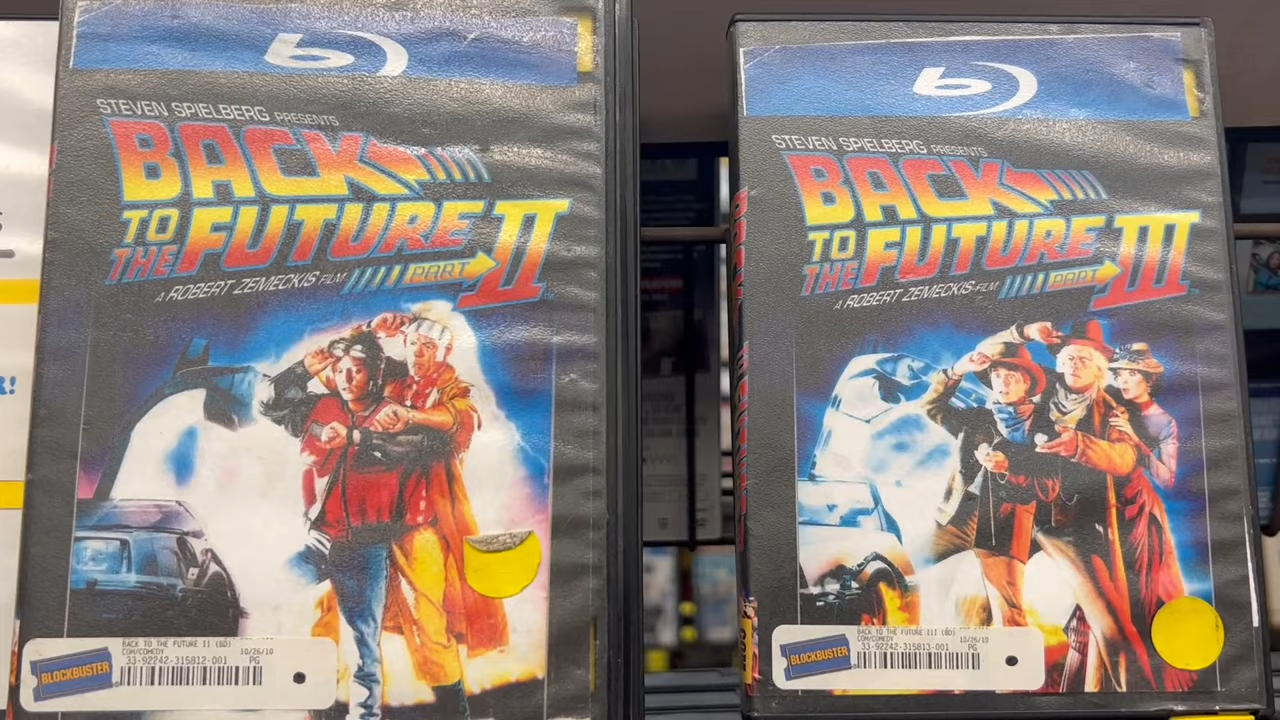 STEVEN SPIELBERG PRESENTS
BACK
TO THE FUTURE
PART II
A ROBERT ZEMECKIS FILM
BLOCKBUSTER
BACK TO THE FUTURE II (BD)
COM/COMEDY 10/26/10
33-92242-315812-001 PG
STEVEN SPIELBERG PRESENTS
BACK
TO THE FUTURE
PART III
A ROBERT ZEMECKIS FILM
BLOCKBUSTER
BACK TO THE FUTURE III (BD)
COM/COMEDY 10/26/10
33-92242-315813-001 PG